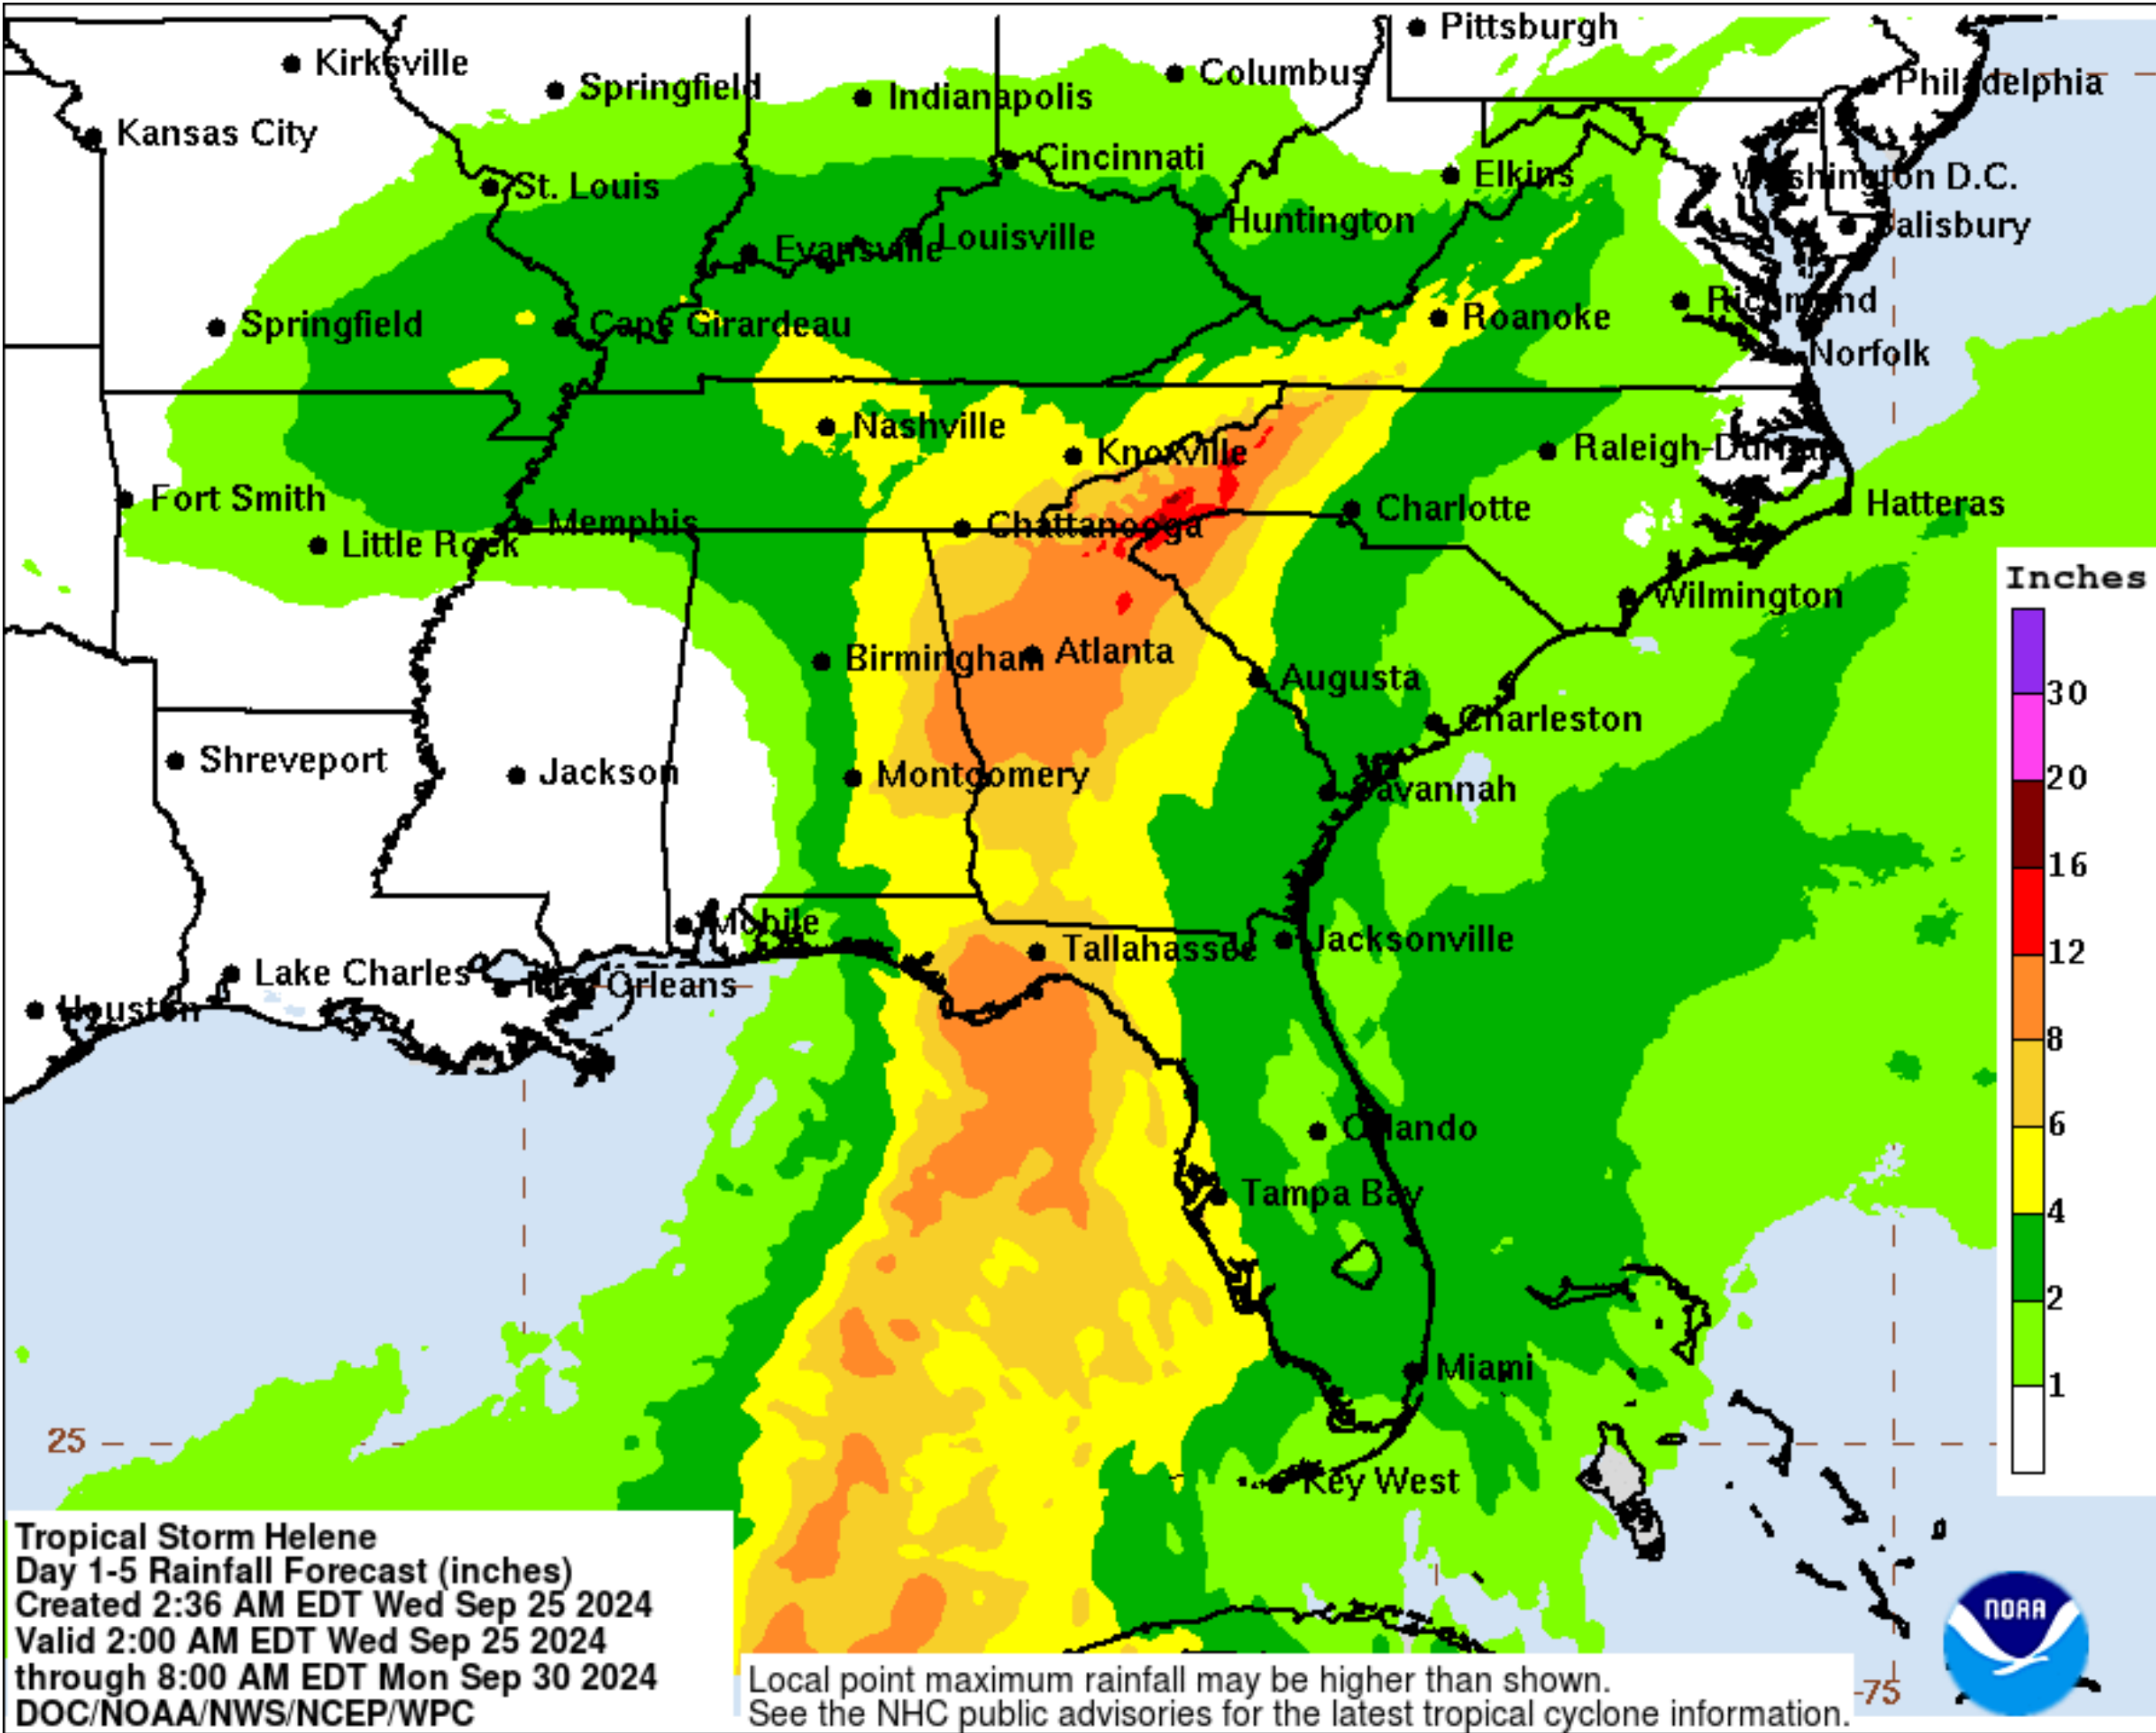 Pittsburgh
Kirksville
Springfield
Indianapolis
Columbus
Philadelphia
Kansas City
Cincinnati
St. Louis
Elkins
Washington D.C.
Huntington
Louisville
Evansville
Salisbury
Springfield
Cape Girardeau
Roanoke
Richmond
Norfolk
Nashville
Knoxville
Raleigh-Durham
Fort Smith
Memphis
Chattanooga
Charlotte
Hatteras
Little Rock
Wilmington
Inches
Birmingham
Atlanta
Augusta
30
Charleston
Shreveport
Jackson
Montgomery
Savannah
20
16
Mobile
Tallahassee
Jacksonville
12
Lake Charles
New Orleans
Houston
8
Orlando
6
Tampa Bay
4
2
Miami
1
25
Key West
Tropical Storm Helene
Day 1-5 Rainfall Forecast (inches)
Created 2:36 AM EDT Wed Sep 25 2024
Valid 2:00 AM EDT Wed Sep 25 2024
through 8:00 AM EDT Mon Sep 30 2024
DOC/NOAA/NWS/NCEP/WPC
Local point maximum rainfall may be higher than shown.
See the NHC public advisories for the latest tropical cyclone information.
-75
NOAA